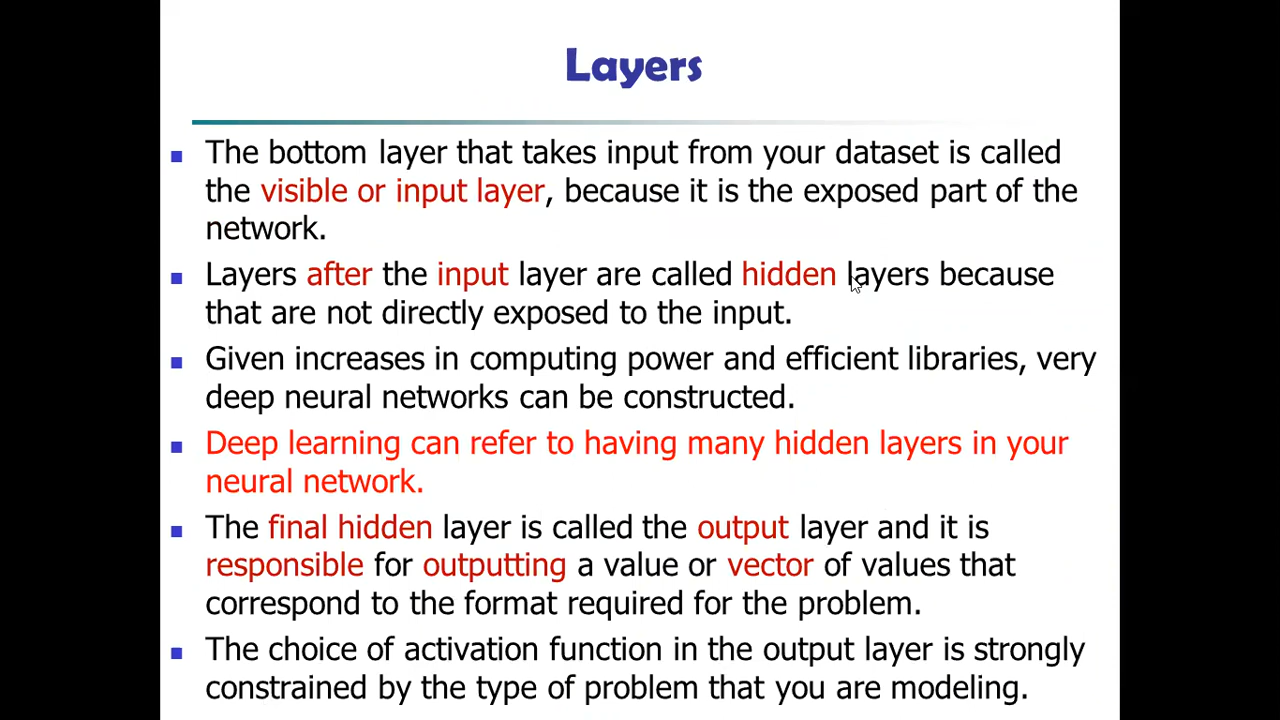 Layers
The bottom layer that takes input from your dataset is called
the visible or input layer, because it is the exposed part of the
network.
Layers after the input layer are called hidden layers because
that are not directly exposed to the input.
Given increases in computing power and efficient libraries, very
deep neural networks can be constructed.
Deep learning can refer to having many hidden layers in your
neural network.
The final hidden layer is called the output layer and it is
responsible for outputting a value or vector of values that
correspond to the format required for the problem.
The choice of activation function in the output layer is strongly
constrained by the type of problem that you are modeling.